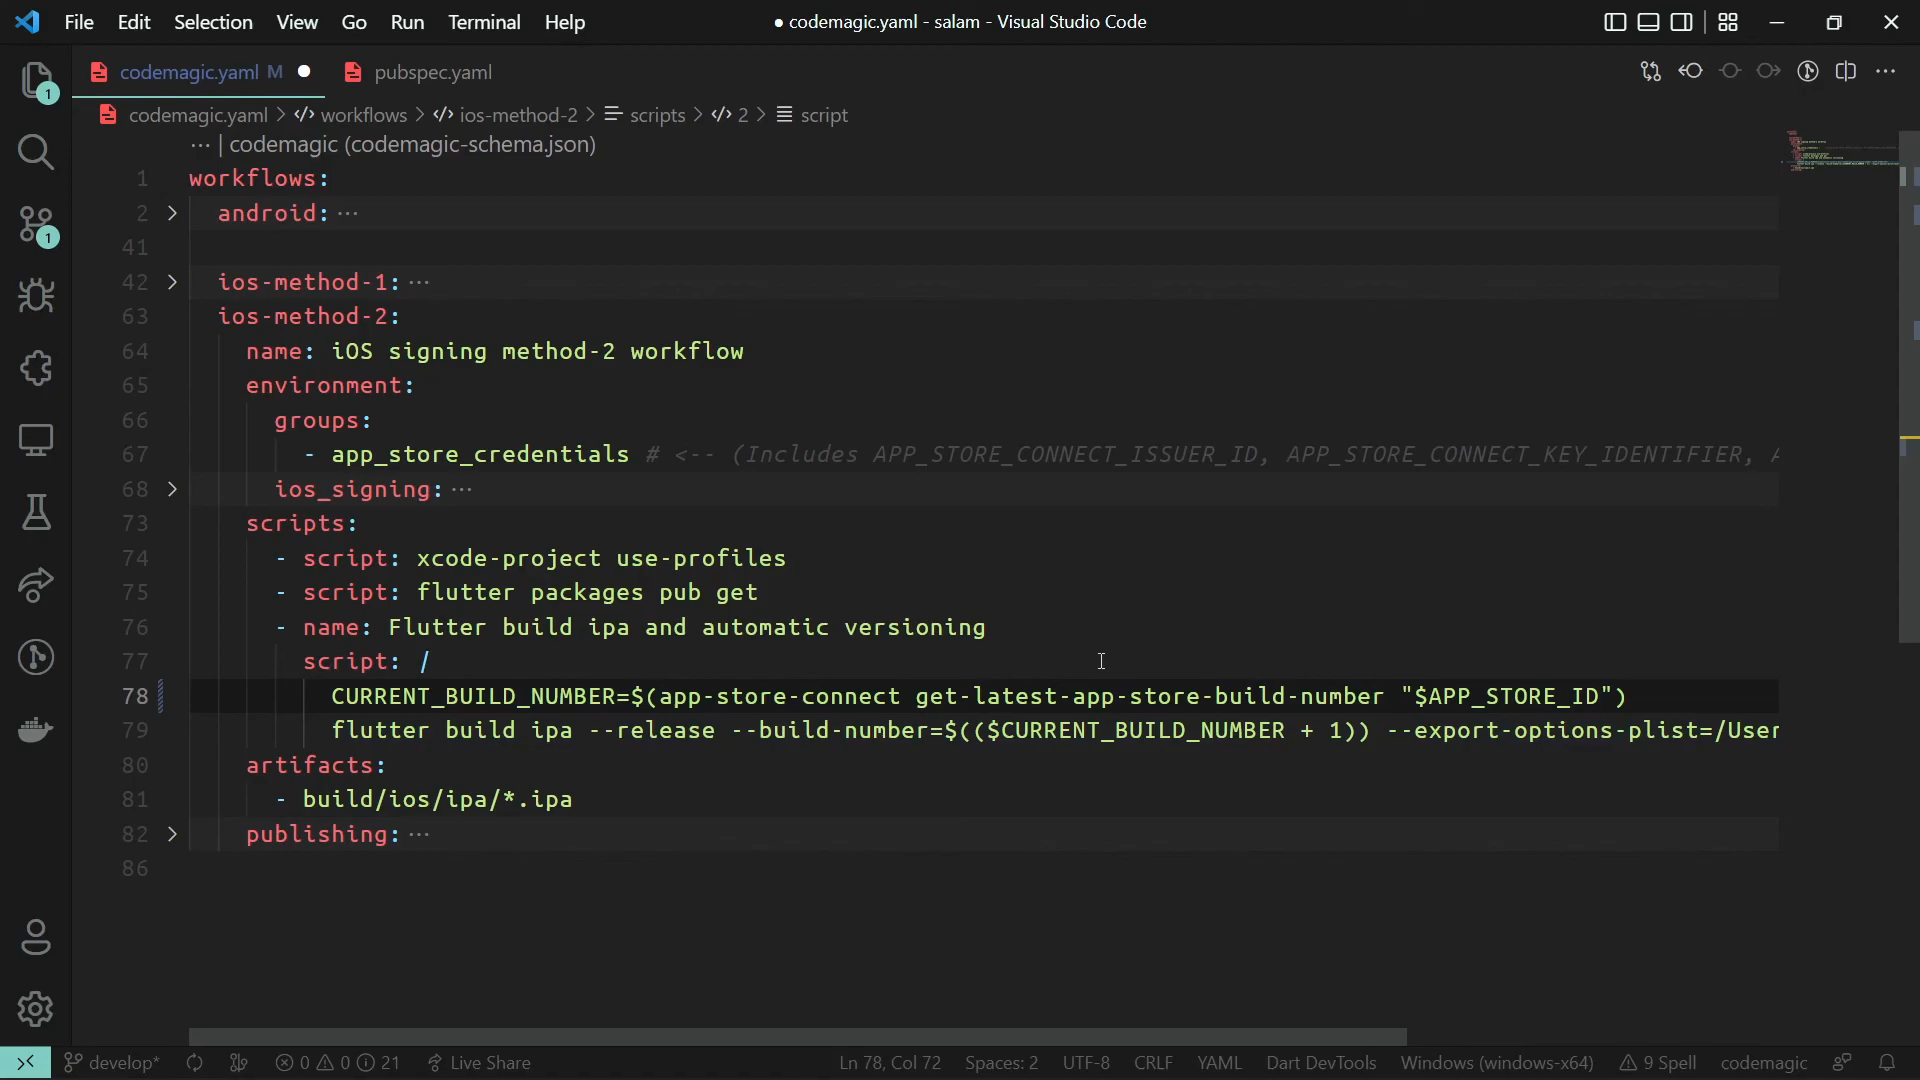 File Edit Selection View Go Run Terminal Help
● codemagic.yaml - salam - Visual Studio Code
codemagic.yaml M ●
pubspec.yaml
codemagic.yaml > workflows > ios-method-2 > scripts > 2 > script
··· | codemagic (codemagic-schema.json)
1 workflows:
2 > android: ···
41
42 > ios-method-1: ···
63 ios-method-2:
64 name: iOS signing method-2 workflow
65 environment:
66 groups:
67 - app_store_credentials # <-- (Includes APP_STORE_CONNECT_ISSUER_ID, APP_STORE_CONNECT_KEY_IDENTIFIER, A
68 > ios_signing: ···
73 scripts:
74 - script: xcode-project use-profiles
75 - script: flutter packages pub get
76 - name: Flutter build ipa and automatic versioning
77 script: |
78 CURRENT_BUILD_NUMBER=$(app-store-connect get-latest-app-store-build-number "$APP_STORE_ID")
79 flutter build ipa --release --build-number=$(($CURRENT_BUILD_NUMBER + 1)) --export-options-plist=/User
80 artifacts:
81 - build/ios/ipa/*.ipa
82 > publishing: ···
86
1
1
develop* 0 0 21 Live Share Ln 78, Col 72 Spaces: 2 UTF-8 CRLF YAML Dart DevTools Windows (windows-x64) 9 Spell codemagic